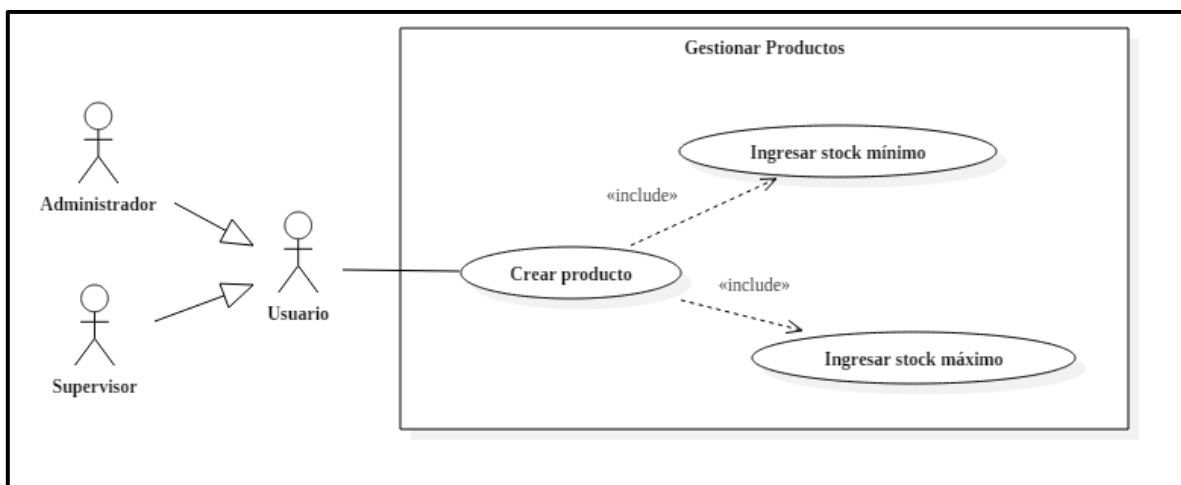 Gestionar Productos
Ingresar stock mínimo
«include»
Administrador
Crear producto
«include»
Usuario
Ingresar stock máximo
Supervisor